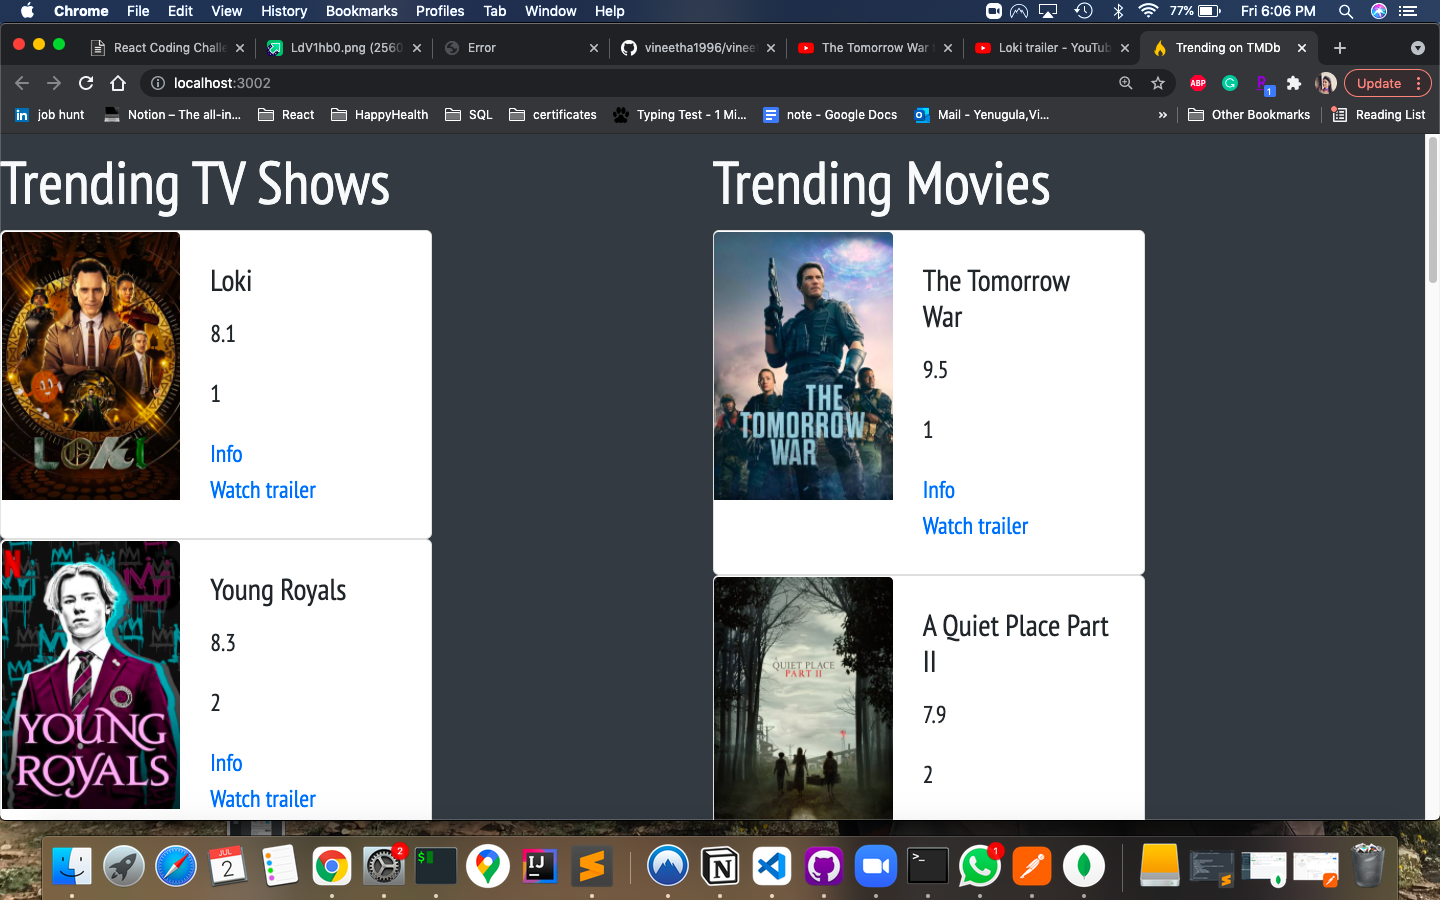 Chrome File Edit View History Bookmarks Profiles Tab Window Help 77% Fri 6:06 PM
React Coding Challe LdV1hb0.png (2560 Error vineetha1996/vinee The Tomorrow War Loki trailer - YouTub Trending on TMDb
localhost:3002 ABP 1 Update
job hunt Notion – The all-in... React HappyHealth SQL certificates Typing Test - 1 Mi... note - Google Docs Mail - Yenugula,Vi... » Other Bookmarks Reading List
Trending TV Shows
Loki
8.1
1
Info
Watch trailer
LOKI
Young Royals
8.3
2
Info
Watch trailer
N
YOUNG
ROYALS
Trending Movies
The Tomorrow
War
9.5
1
Info
Watch trailer
THE
TOMORROW
WAR
A Quiet Place Part
II
7.9
2
A QUIET PLACE
PART II
JUL
2
2
$
IJ
N
>_
1